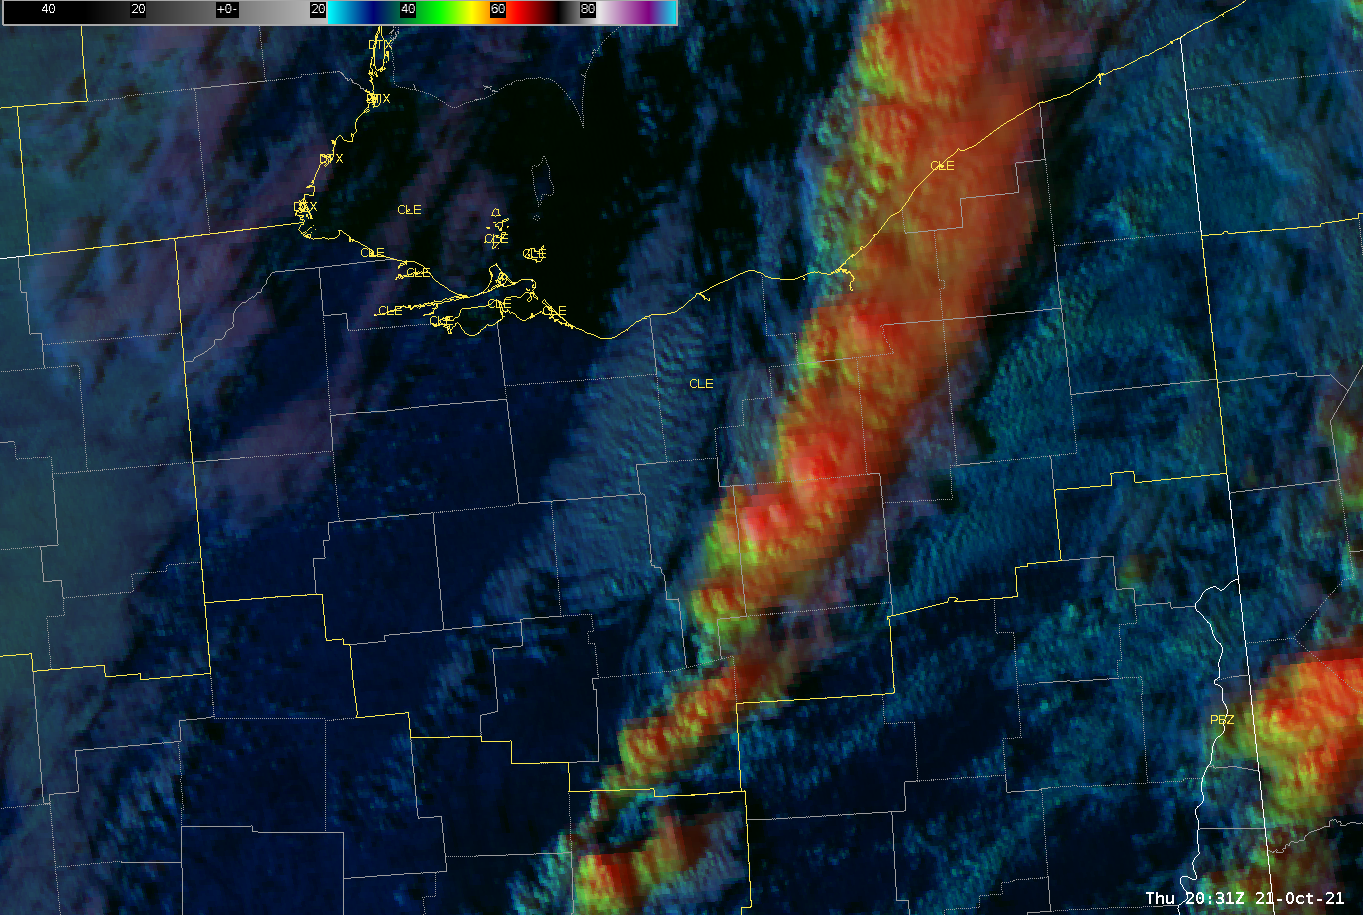 40 20 +0- 20 40 60 80
DTX
DTX
DTX
CLE
DTX
CLE
CLE
CLE CLE
CLE
CLE CLE CLE
CLE
CLE
PBZ
Thu 20:31Z 21-Oct-21